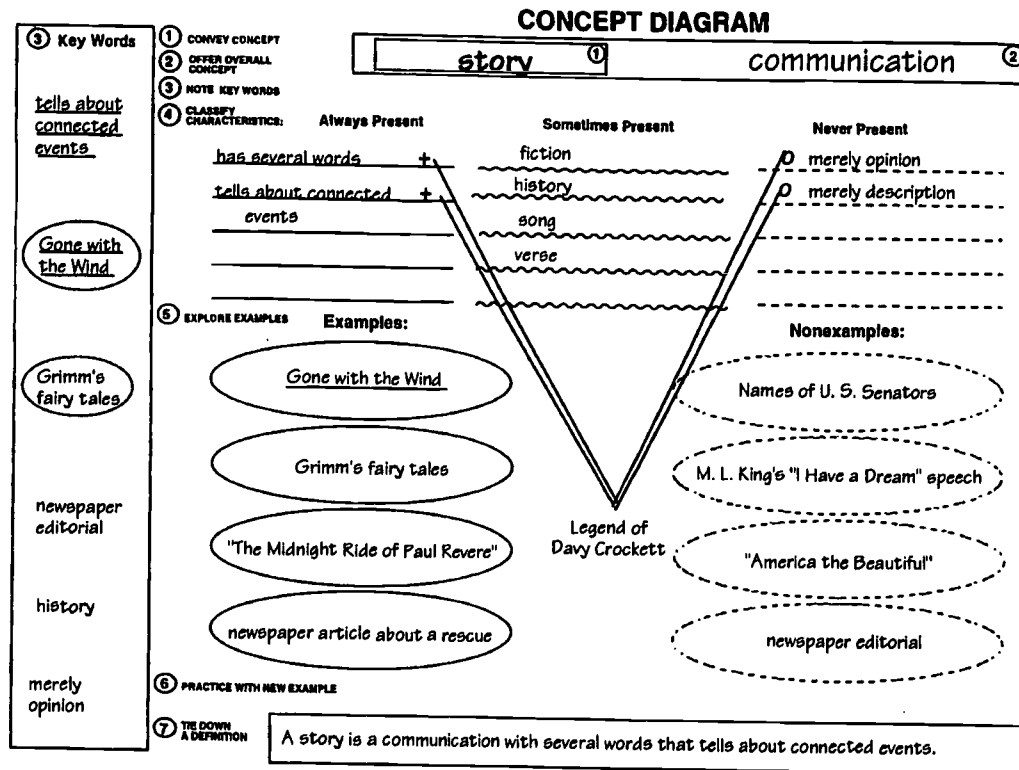 CONCEPT DIAGRAM
③ Key Words
tells about
connected
events
Gone with
the Wind
Grimm's
fairy tales
newspaper
editorial
history
merely
opinion
① CONVEY CONCEPT
② OFFER OVERALL
CONCEPT
③ NOTE KEY WORDS
④ CLASSIFY
CHARACTERISTICS:
story ①
communication ②
Always Present
has several words +
tells about connected +
events
Sometimes Present
fiction
history
song
verse
Never Present
O merely opinion
O merely description
⑤ EXPLORE EXAMPLES
Examples:
Gone with the Wind
Grimm's fairy tales
"The Midnight Ride of Paul Revere"
newspaper article about a rescue
Legend of
Davy Crockett
Nonexamples:
Names of U. S. Senators
M. L. King's "I Have a Dream" speech
"America the Beautiful"
newspaper editorial
⑥ PRACTICE WITH NEW EXAMPLE
⑦ TIE DOWN
A DEFINITION
A story is a communication with several words that tells about connected events.